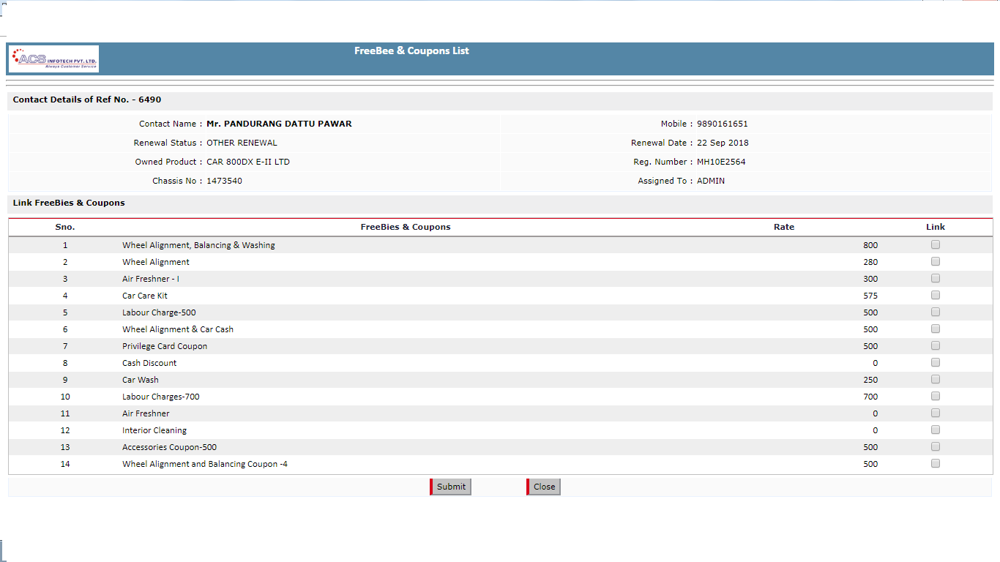 ACS INFOTECH PVT. LTD.
Always Customer Service
FreeBee & Coupons List
Contact Details of Ref No. - 6490
Contact Name : Mr. PANDURANG DATTU PAWAR Mobile : 9890161651
Renewal Status : OTHER RENEWAL Renewal Date : 22 Sep 2018
Owned Product : CAR 800DX E-II LTD Reg. Number : MH10E2564
Chassis No : 1473540 Assigned To : ADMIN
Link FreeBies & Coupons
Sno. FreeBies & Coupons Rate Link
1 Wheel Alignment, Balancing & Washing 800
2 Wheel Alignment 280
3 Air Freshner - I 300
4 Car Care Kit 575
5 Labour Charge-500 500
6 Wheel Alignment & Car Cash 500
7 Privilege Card Coupon 500
8 Cash Discount 0
9 Car Wash 250
10 Labour Charges-700 700
11 Air Freshner 0
12 Interior Cleaning 0
13 Accessories Coupon-500 500
14 Wheel Alignment and Balancing Coupon -4 500
Submit Close